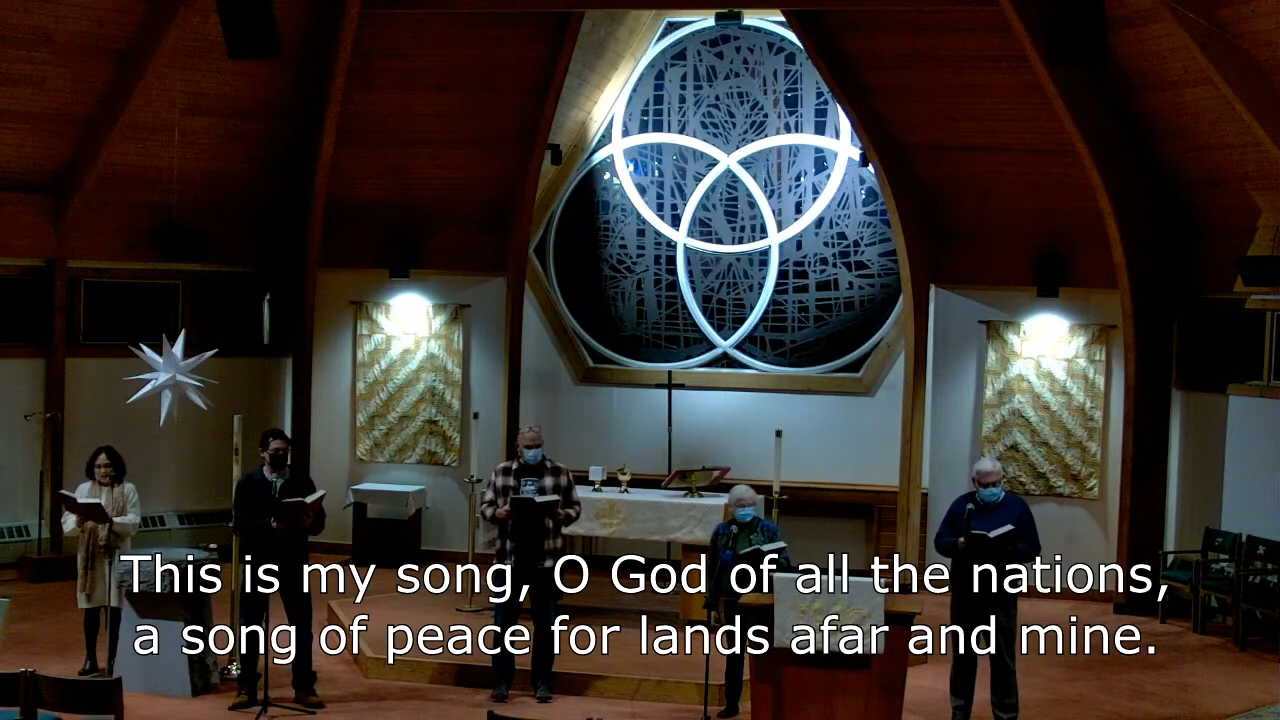 This is my song, O God of all the nations,
a song of peace for lands afar and mine.